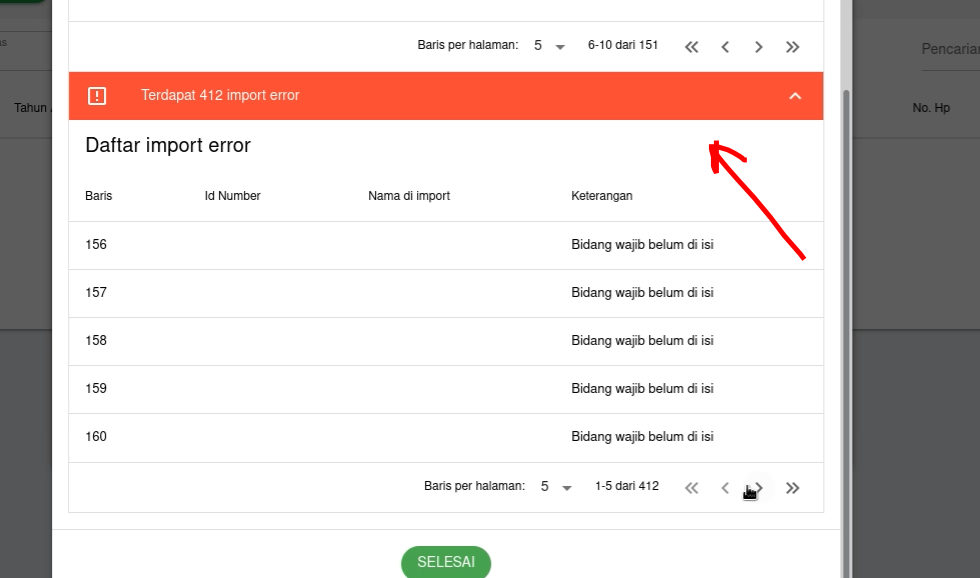 Baris per halaman: 5 6-10 dari 151
Terdapat 412 import error
Pencarian
Tahun
No. Hp
Daftar import error
Baris Id Number Nama di import Keterangan
156 Bidang wajib belum di isi
157 Bidang wajib belum di isi
158 Bidang wajib belum di isi
159 Bidang wajib belum di isi
160 Bidang wajib belum di isi
Baris per halaman: 5 1-5 dari 412
SELESAI